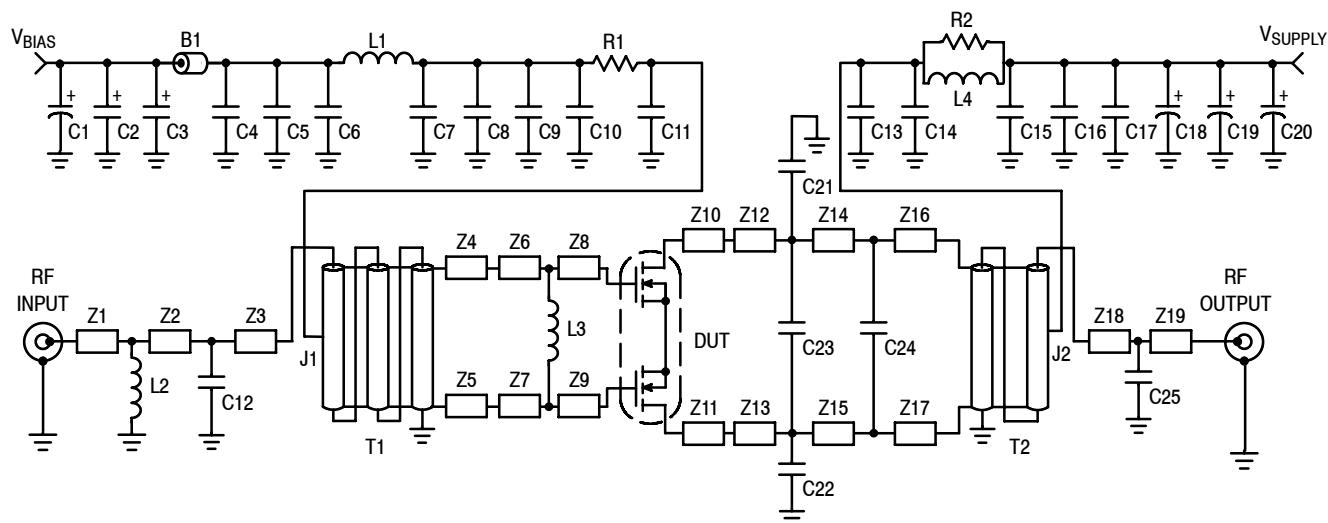 V_BIAS
B1
L1
R1
R2
V_SUPPLY
L4
+
+
+
C1
C2
C3
C4
C5
C6
C7
C8
C9
C10
C11
C13
C14
C15
C16
C17
+
C18
+
C19
+
C20
C21
RF
INPUT
Z1
Z2
Z3
L2
C12
J1
T1
Z4
Z6
Z8
L3
Z5
Z7
Z9
DUT
Z10
Z12
Z14
Z16
C23
C24
Z11
Z13
Z15
Z17
C22
T2
J2
Z18
Z19
C25
RF
OUTPUT